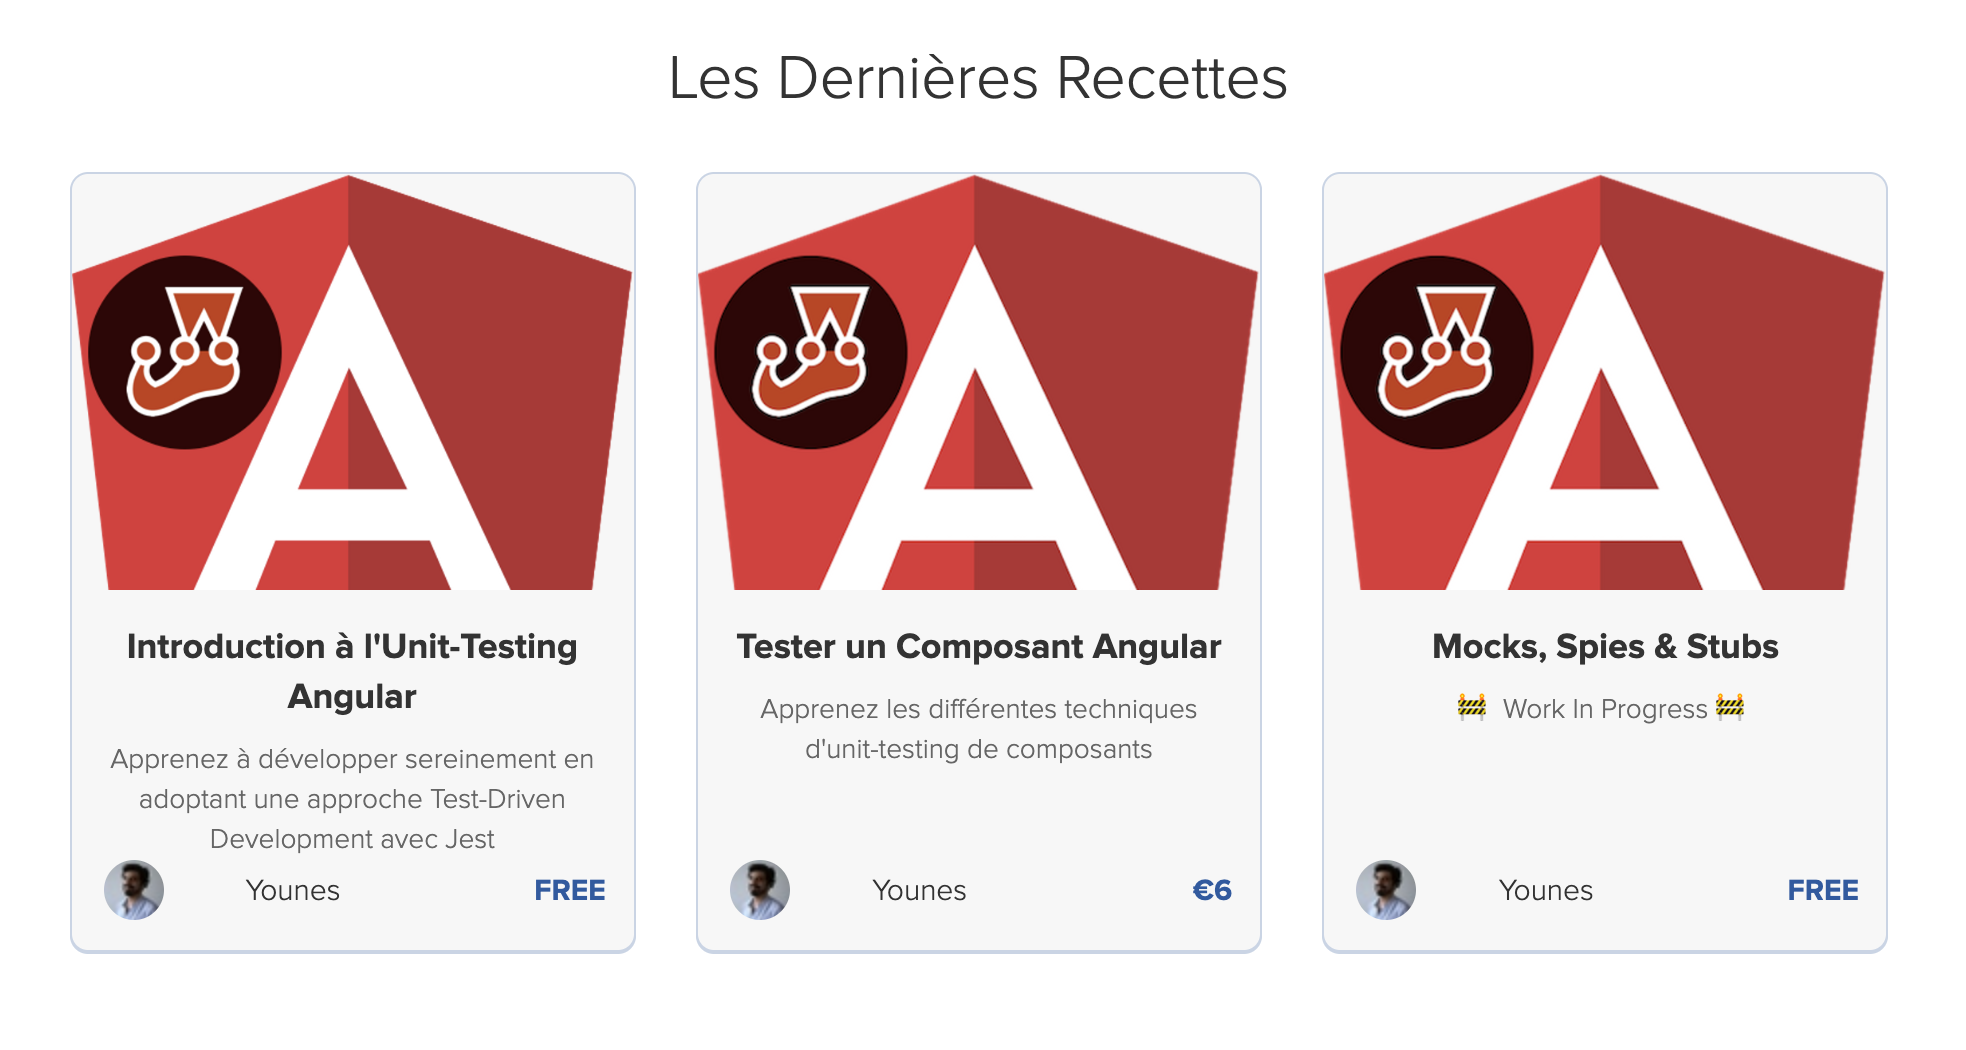 Les Dernières Recettes
Introduction à l'Unit-Testing
Angular
Apprenez à développer sereinement en
adoptant une approche Test-Driven
Development avec Jest
Younes
FREE
Tester un Composant Angular
Apprenez les différentes techniques
d'unit-testing de composants
Younes
€6
Mocks, Spies & Stubs
🚧 Work In Progress 🚧
Younes
FREE